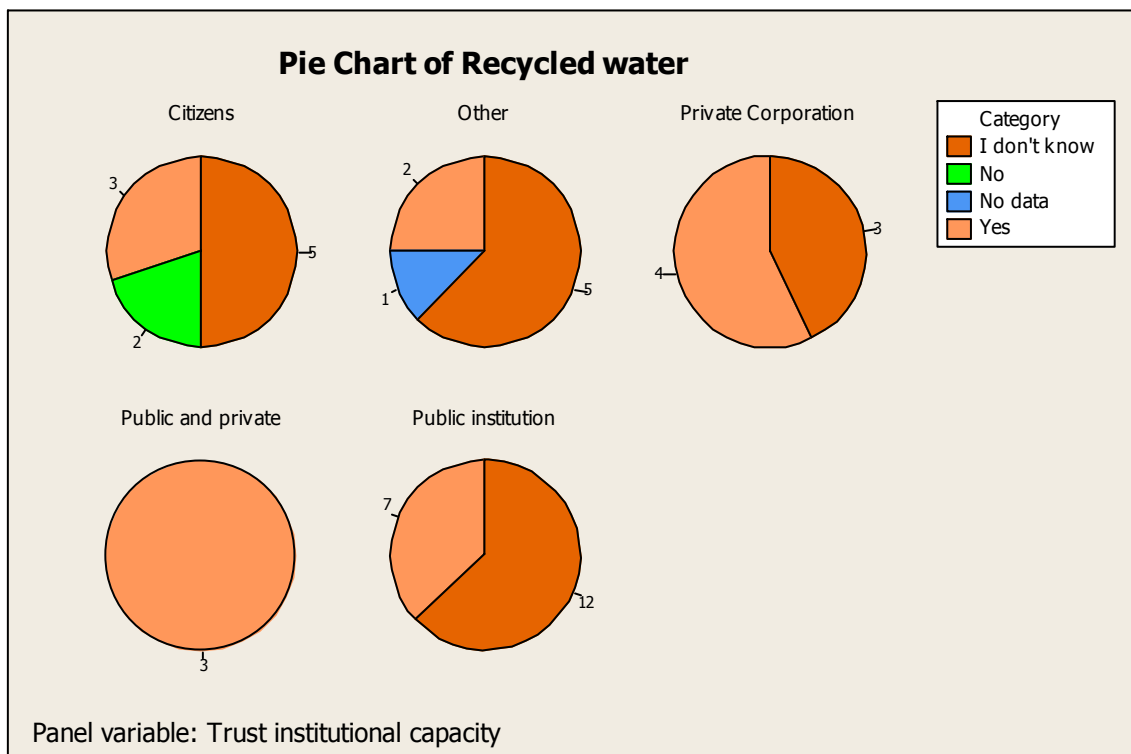 Pie Chart of Recycled water
Citizens
3
5
2
Other
2
1
5
Private Corporation
3
4
Category
I don't know
No
No data
Yes
Public and private
3
Public institution
7
12
Panel variable: Trust institutional capacity